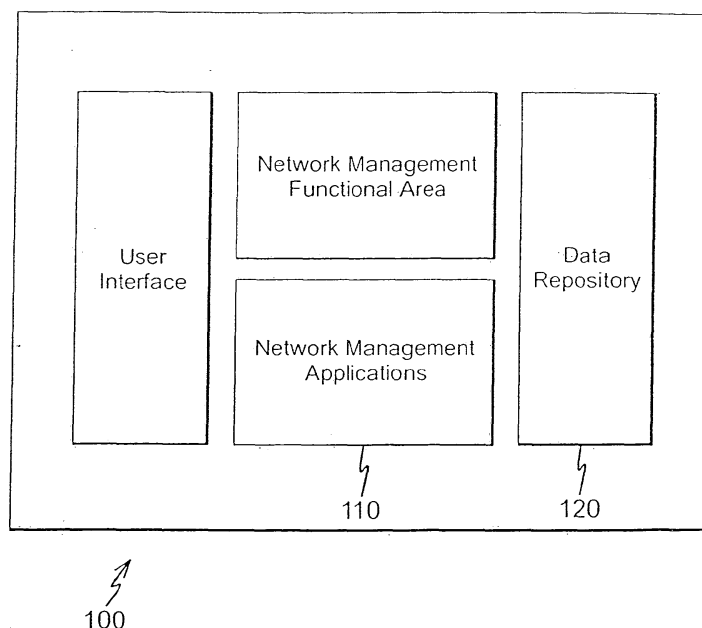 Network Management
Functional Area
User
Interface
Data
Repository
Network Management
Applications
110
120
100